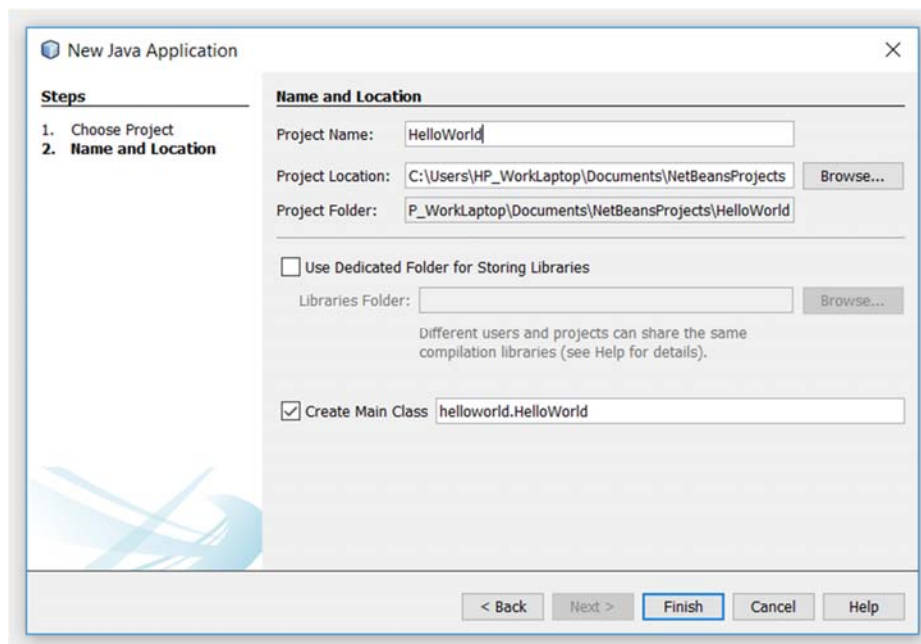 New Java Application
Steps
1. Choose Project
2. Name and Location
Name and Location
Project Name: HelloWorld
Project Location: C:\Users\HP_WorkLaptop\Documents\NetBeansProjects Browse...
Project Folder: P_WorkLaptop\Documents\NetBeansProjects\HelloWorld
Use Dedicated Folder for Storing Libraries
Libraries Folder: Browse...
Different users and projects can share the same
compilation libraries (see Help for details).
Create Main Class helloworld.HelloWorld
< Back Next > Finish Cancel Help